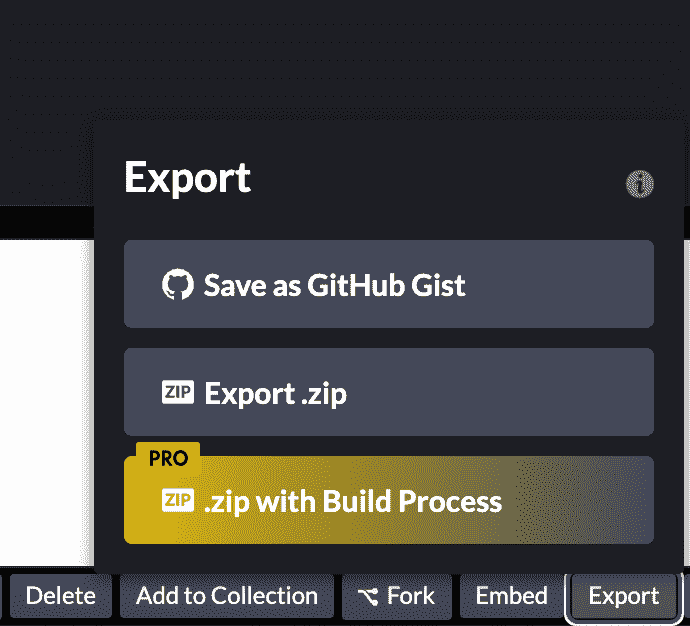 Export
i
Save as GitHub Gist
ZIP Export .zip
PRO
ZIP .zip with Build Process
Delete Add to Collection Fork Embed Export